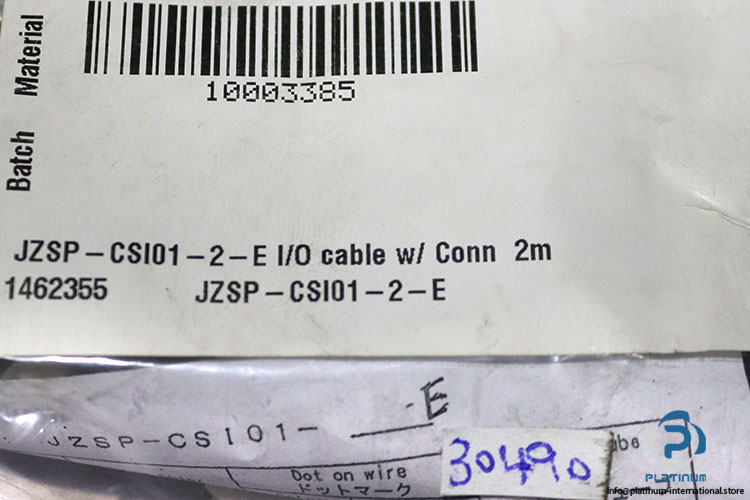 Material
10003385
Batch
JZSP-CSI01-2-E I/O cable w/ Conn 2m
1462355 JZSP-CSI01-2-E
JZSP-CSI01- -E
30490
Dot on wire
ドットマーク
PLATINUM
info@platinum-international.store